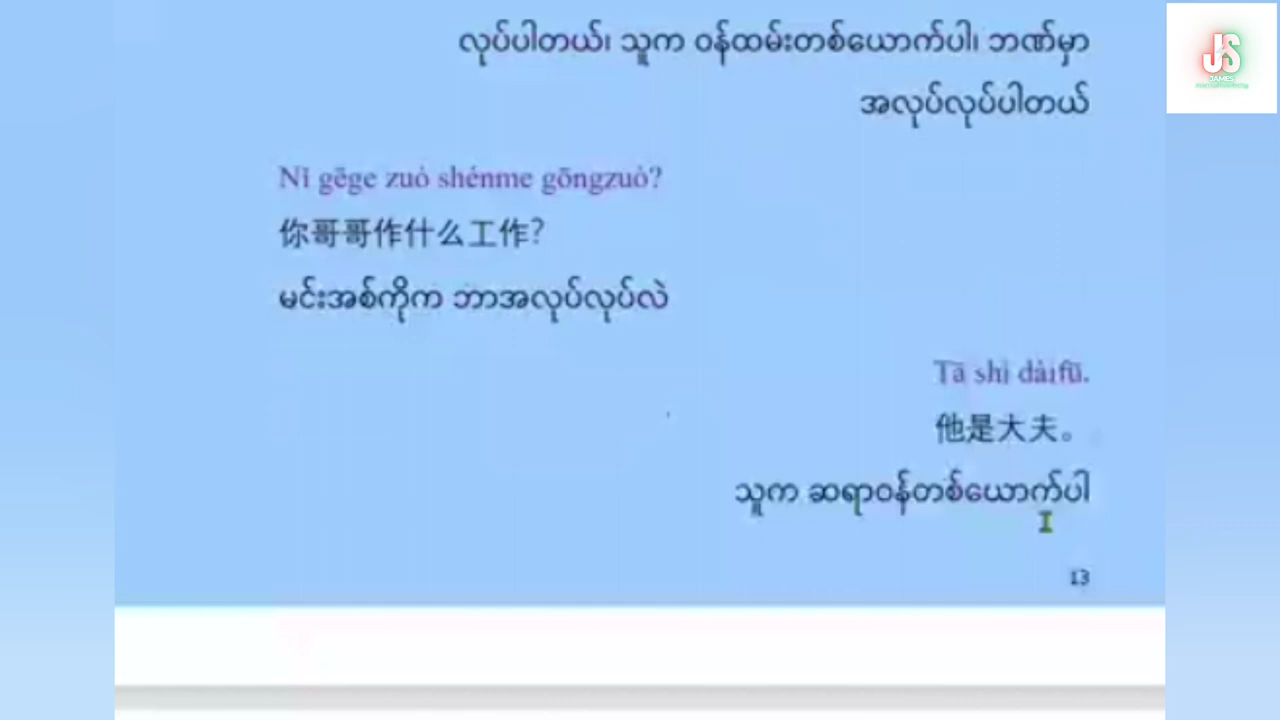 လုပ်ပါတယ်၊ သူက ဝန်ထမ်းတစ်ယောက်ပါ၊ ဘဏ်မှာ
အလုပ်လုပ်ပါတယ်
Nǐ gēge zuò shénme gōngzuò?
你哥哥作什么工作?
မင်းအစ်ကိုက ဘာအလုပ်လုပ်လဲ
Tā shì dàifū.
他是大夫。
သူက ဆရာဝန်တစ်ယောက်ပါ
13
JS
JAMES